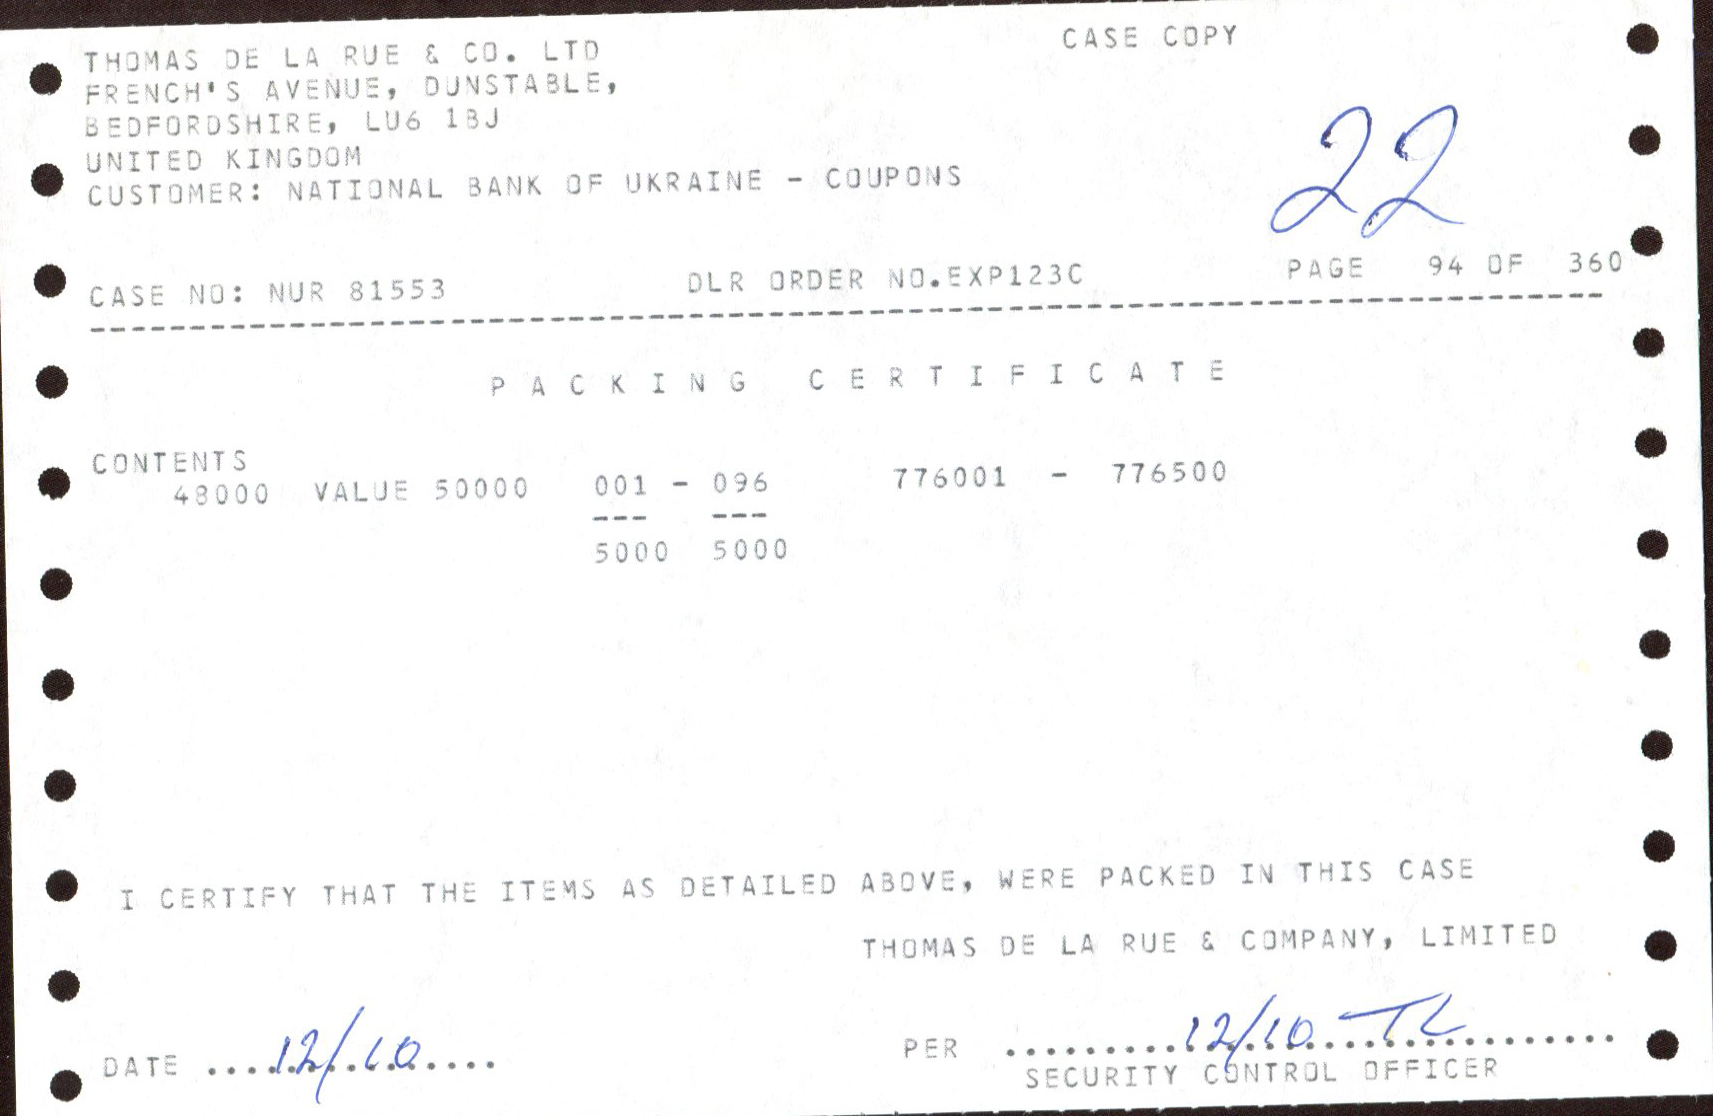 THOMAS DE LA RUE & CO. LTD
CASE COPY
FRENCH'S AVENUE, DUNSTABLE,
BEDFORDSHIRE, LU6 1BJ
UNITED KINGDOM
CUSTOMER: NATIONAL BANK OF UKRAINE - COUPONS
22
CASE NO: NUR 81553 DLR ORDER NO.EXP123C PAGE 94 OF 360
PACKING CERTIFICATE
CONTENTS
48000 VALUE 50000 001 - 096 776001 - 776500
--- ---
5000 5000
I CERTIFY THAT THE ITEMS AS DETAILED ABOVE, WERE PACKED IN THIS CASE
THOMAS DE LA RUE & COMPANY, LIMITED
DATE 12/10 PER 12/10 TL
SECURITY CONTROL OFFICER